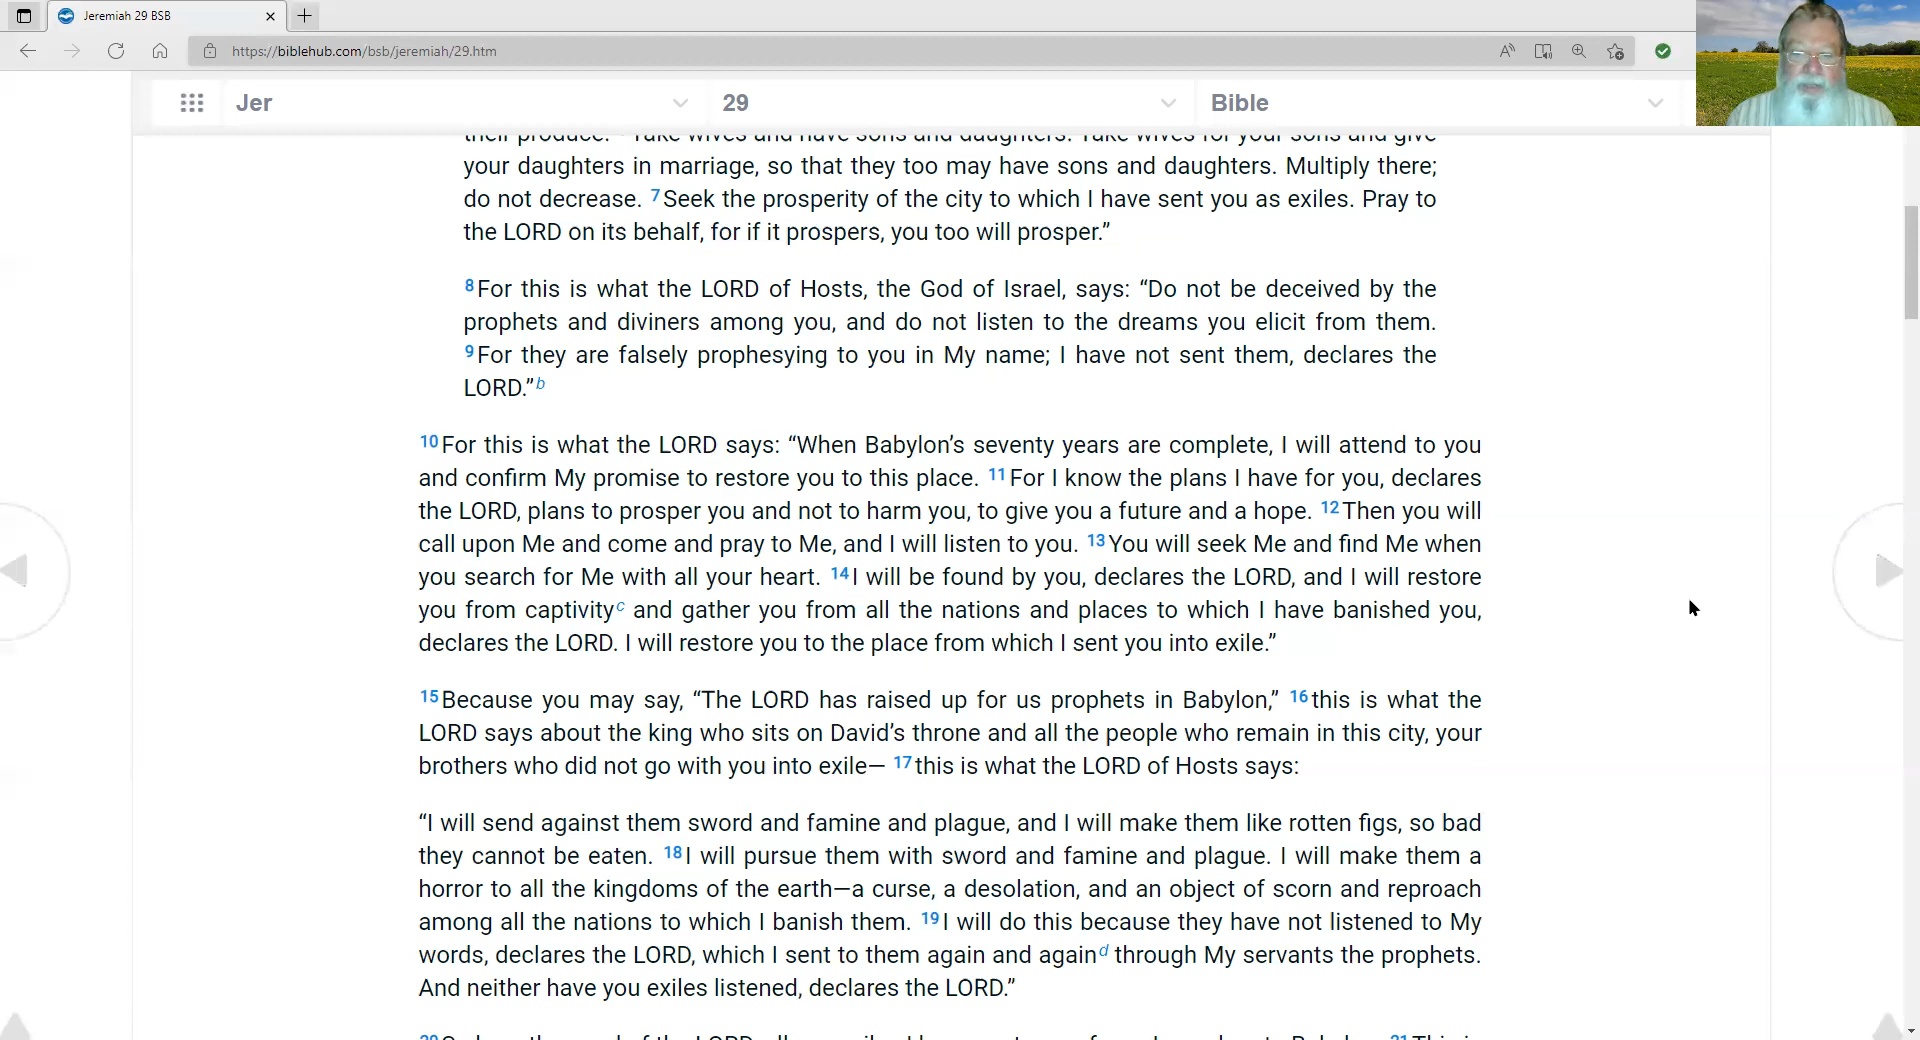 Jeremiah 29 BSB
https://biblehub.com/bsb/jeremiah/29.htm
Jer 29 Bible
their produce. Take wives and have sons and daughters. Take wives for your sons and give
your daughters in marriage, so that they too may have sons and daughters. Multiply there;
do not decrease. 7 Seek the prosperity of the city to which I have sent you as exiles. Pray to
the LORD on its behalf, for if it prospers, you too will prosper.”
8 For this is what the LORD of Hosts, the God of Israel, says: “Do not be deceived by the
prophets and diviners among you, and do not listen to the dreams you elicit from them.
9 For they are falsely prophesying to you in My name; I have not sent them, declares the
LORD.” b
10 For this is what the LORD says: “When Babylon’s seventy years are complete, I will attend to you
and confirm My promise to restore you to this place. 11 For I know the plans I have for you, declares
the LORD, plans to prosper you and not to harm you, to give you a future and a hope. 12 Then you will
call upon Me and come and pray to Me, and I will listen to you. 13 You will seek Me and find Me when
you search for Me with all your heart. 14 I will be found by you, declares the LORD, and I will restore
you from captivity c and gather you from all the nations and places to which I have banished you,
declares the LORD. I will restore you to the place from which I sent you into exile.”
15 Because you may say, “The LORD has raised up for us prophets in Babylon,” 16 this is what the
LORD says about the king who sits on David’s throne and all the people who remain in this city, your
brothers who did not go with you into exile— 17 this is what the LORD of Hosts says:
“I will send against them sword and famine and plague, and I will make them like rotten figs, so bad
they cannot be eaten. 18 I will pursue them with sword and famine and plague. I will make them a
horror to all the kingdoms of the earth—a curse, a desolation, and an object of scorn and reproach
among all the nations to which I banish them. 19 I will do this because they have not listened to My
words, declares the LORD, which I sent to them again and again d through My servants the prophets.
And neither have you exiles listened, declares the LORD.”